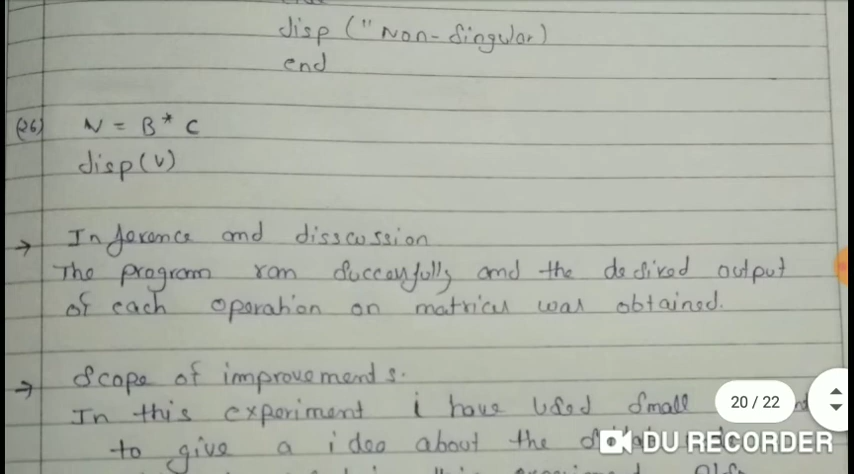 disp ("Non-Singular)
end
(26) N = B * C
disp(V)
→ Inference and disscussion
The program ran Successfully and the desired output
of each operation on matrices was obtained.
→ Scope of improvements.
In this experiment i have used small
20 / 22
to give a idea about the
DU RECORDER